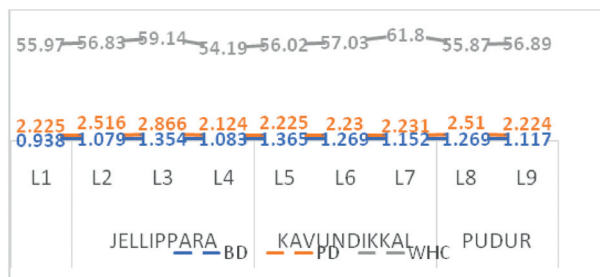 55.97 56.83 59.14 54.19 56.02 57.03 61.8 55.87 56.89
2.225 2.516 2.866 2.124 2.225 2.23 2.231 2.51 2.224
0.938 1.079 1.354 1.083 1.365 1.269 1.152 1.269 1.117
L1 L2 L3 L4 L5 L6 L7 L8 L9
JELLIPPARA KAVUNDIKKAL PUDUR
BD PD WHC